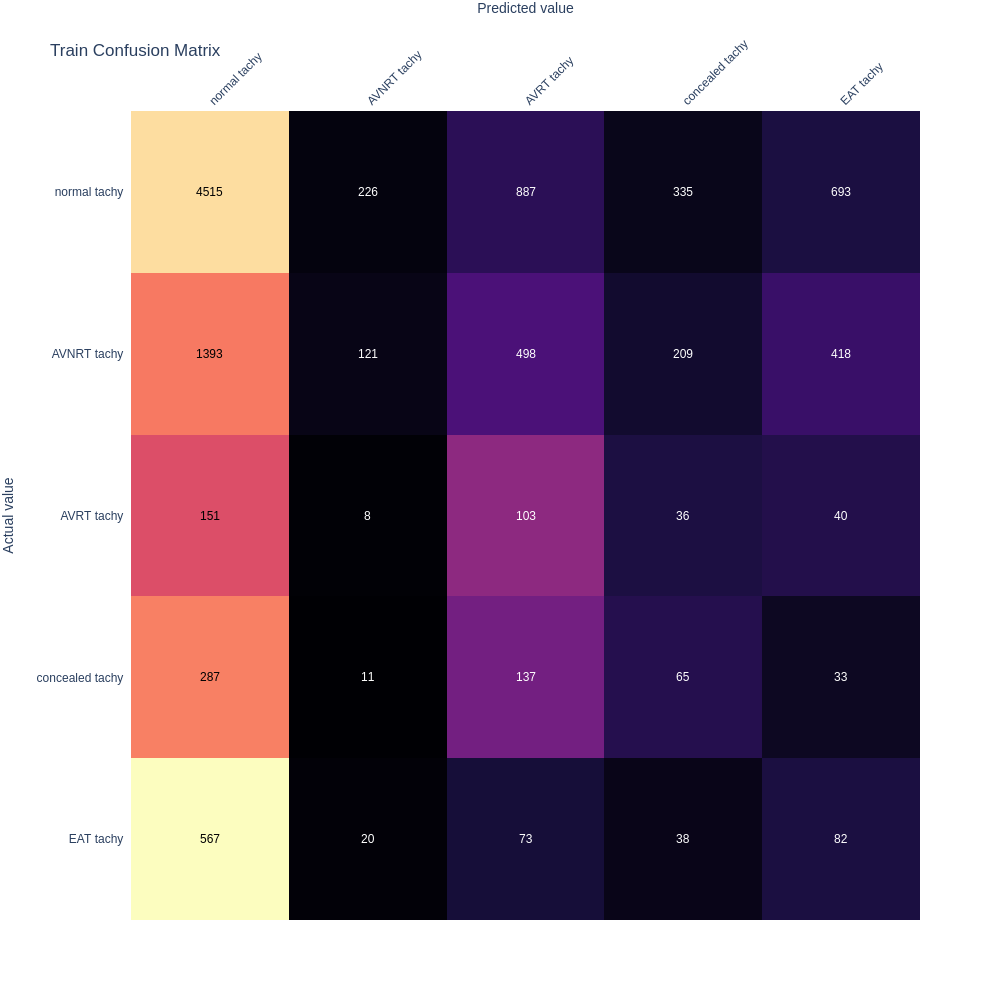 Predicted value
Train Confusion Matrix
normal tachy AVNRT tachy AVRT tachy concealed tachy EAT tachy
normal tachy 4515 226 887 335 693
AVNRT tachy 1393 121 498 209 418
AVRT tachy 151 8 103 36 40
concealed tachy 287 11 137 65 33
EAT tachy 567 20 73 38 82
Actual value